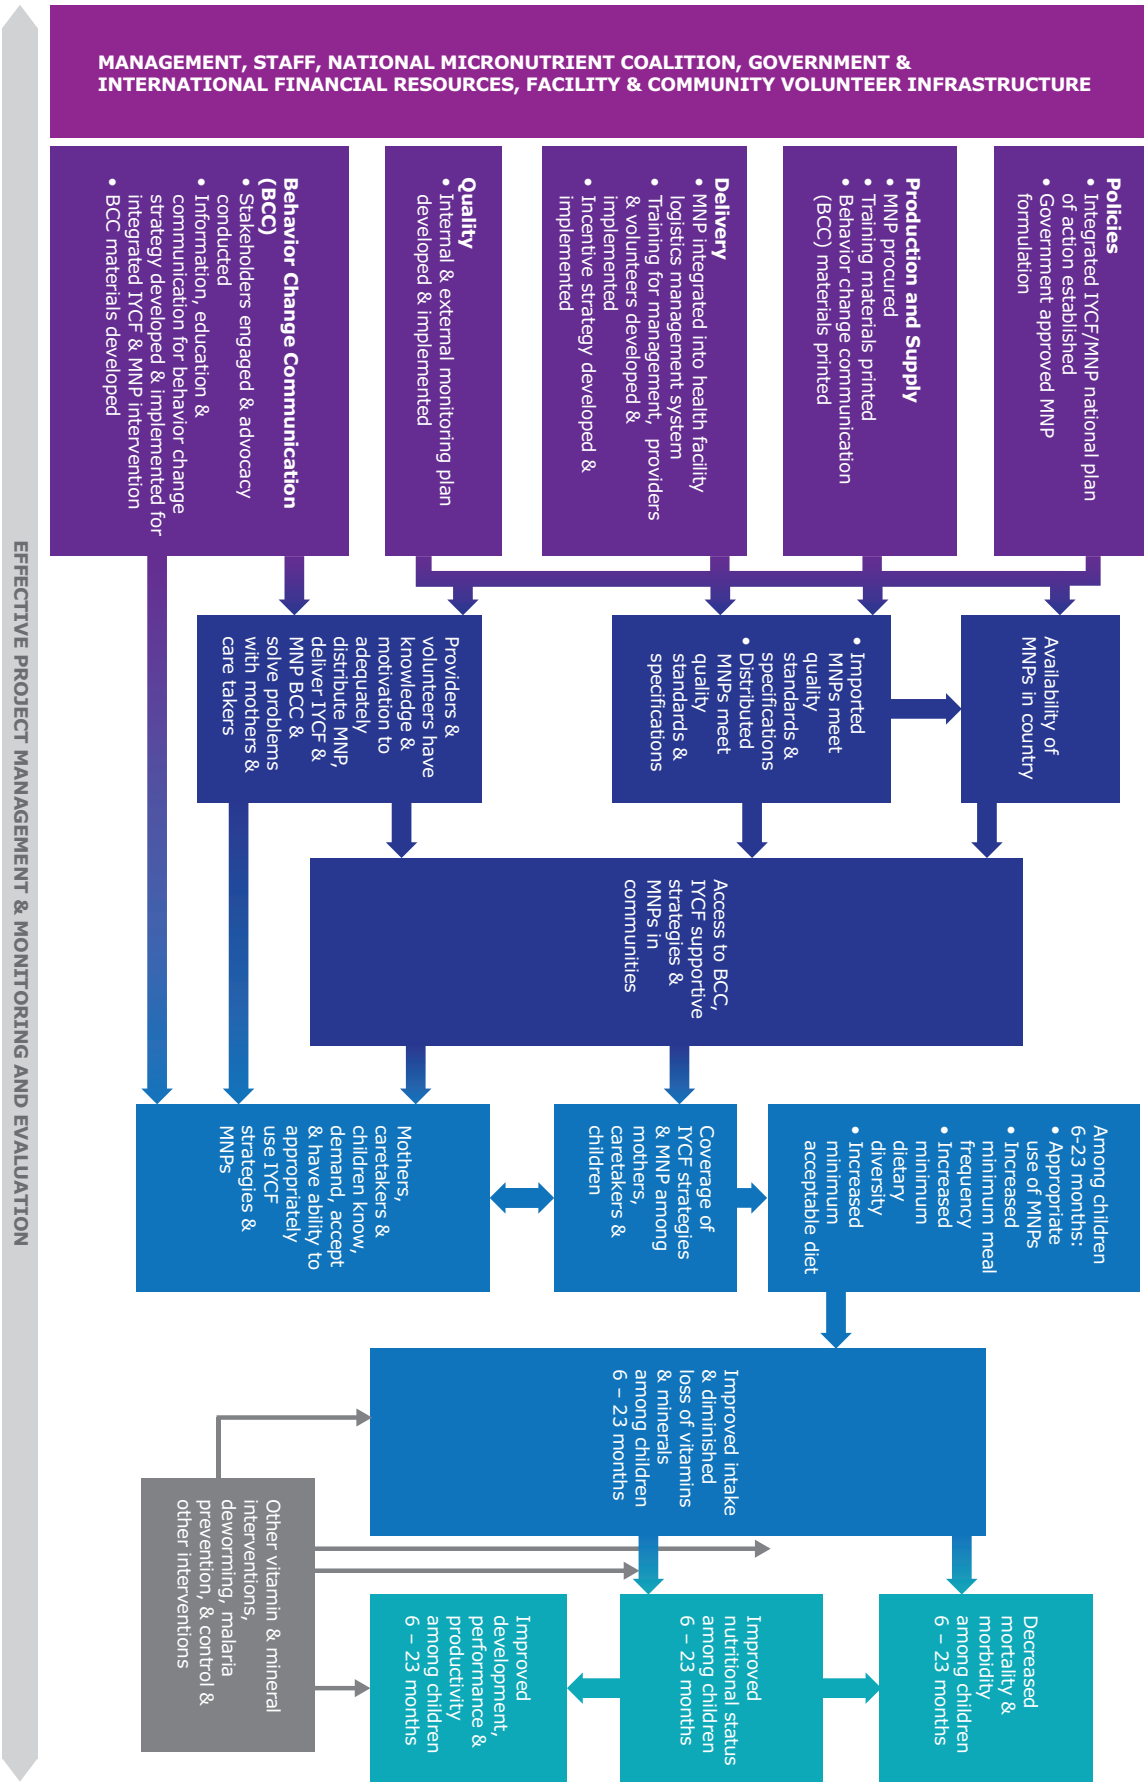 MANAGEMENT, STAFF, NATIONAL MICRONUTRIENT COALITION, GOVERNMENT &
INTERNATIONAL FINANCIAL RESOURCES, FACILITY & COMMUNITY VOLUNTEER INFRASTRUCTURE
Policies
• Integrated IYCF/MNP national plan
of action established
• Government approved MNP
formulation
Production and Supply
• MNP procured
• Training materials printed
• Behavior change communication
(BCC) materials printed)
Delivery
• MNP integrated into health facility
logistics management system
• Training for management, providers
& volunteers developed &
implemented
• Incentive strategy developed &
implemented
Quality
• Internal & external monitoring plan
developed & implemented
Behavior Change Communication
(BCC)
• Stakeholders engaged & advocacy
conducted
• Information, education &
communication for behavior change
strategy developed & implemented for
integrated IYCF & MNP intervention
• BCC materials developed
Availability of
MNPs in country
• Imported
MNPs meet
quality
standards &
specifications
• Distributed
MNPs meet
quality
standards &
specifications
Providers &
volunteers have
knowledge &
motivation to
adequately
distribute MNP,
deliver IYCF &
MNP BCC &
solve problems
with mothers &
care takers
Access to BCC,
IYCF supportive
strategies &
MNPs in
communities
Among children
6-23 months:
• Appropriate
use of MNPs
• Increased
minimum meal
frequency
• Increased
minimum
dietary
diversity
• Increased
minimum
acceptable diet
Coverage of
IYCF strategies
& MNP among
mothers,
caretakers &
children
Mothers,
caretakers &
children know,
demand, accept
& have ability to
appropriately
use IYCF
strategies &
MNPs
Improved intake
& diminished
loss of vitamins
& minerals
among children
6 – 23 months
Decreased
mortality &
morbidity
among children
6 – 23 months
Improved
nutritional status
among children
6 – 23 months
Improved
development,
performance &
productivity
among children
6 – 23 months
Other vitamin & mineral
interventions,
deworming, malaria
prevention, & control &
other interventions
EFFECTIVE PROJECT MANAGEMENT & MONITORING AND EVALUATION